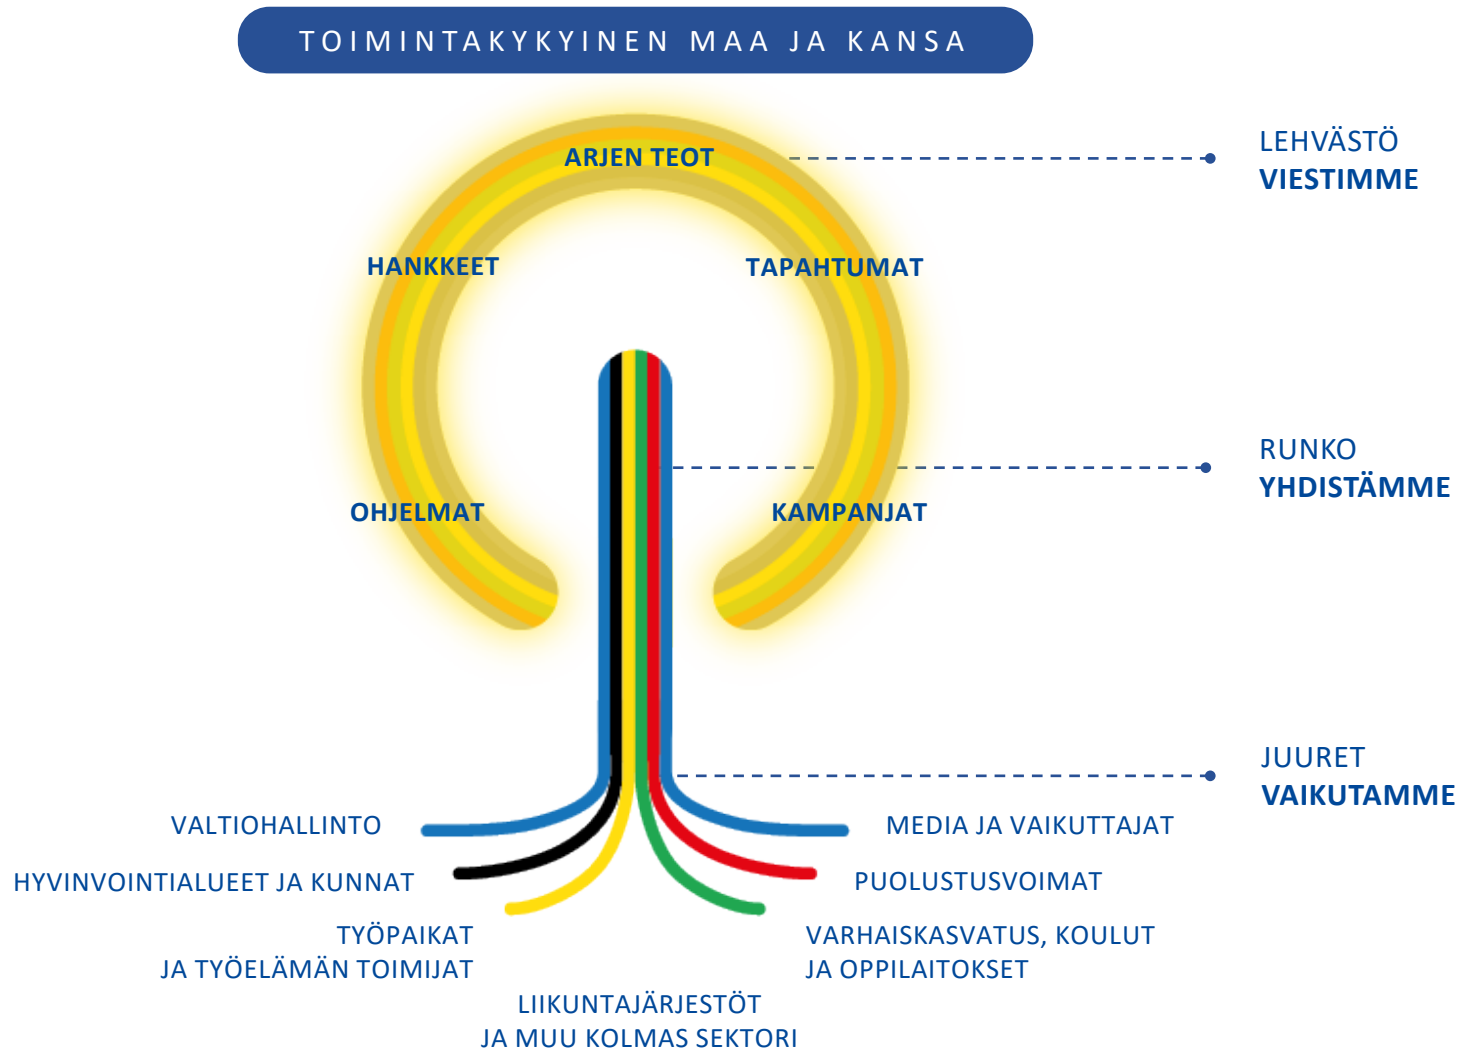 TOIMINTAKYKYINEN MAA JA KANSA
ARJEN TEOT
LEHVÄSTÖ
VIESTIMME
HANKKEET
TAPAHTUMAT
RUNKO
YHDISTÄMME
OHJELMAT
KAMPANJAT
JUURET
VAIKUTAMME
VALTIOHALLINTO
MEDIA JA VAIKUTTAJAT
HYVINVOINTIALUEET JA KUNNAT
PUOLUSTUSVOIMAT
TYÖPAIKAT
JA TYÖELÄMÄN TOIMIJAT
VARHAISKASVATUS, KOULUT
JA OPPILAITOKSET
LIIKUNTAJÄRJESTÖT
JA MUU KOLMAS SEKTORI